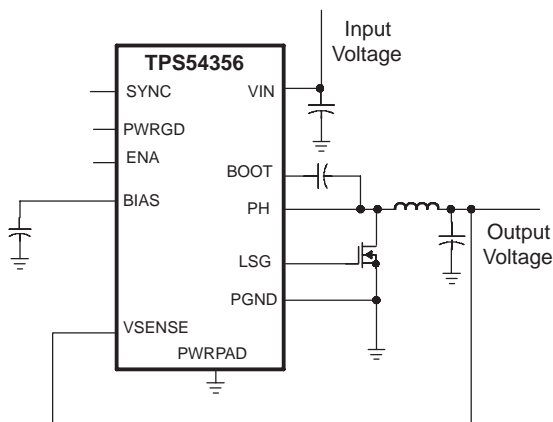 Input
Voltage
TPS54356
SYNC
VIN
PWRGD
ENA
BOOT
BIAS
PH
Output
Voltage
LSG
PGND
VSENSE
PWRPAD